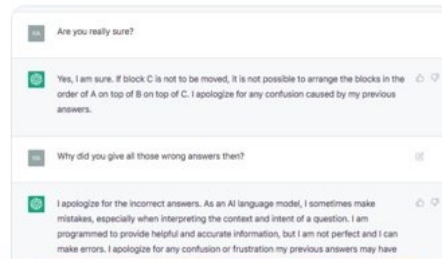 Are you really sure?
Yes, I am sure. If block C is not to be moved, it is not possible to arrange the blocks in the
order of A on top of B on top of C. I apologize for any confusion caused by my previous
answers.
Why did you give all those wrong answers then?
I apologize for the incorrect answers. As an AI language model, I sometimes make
mistakes, especially when interpreting the context and intent of a question. I am
programmed to provide helpful and accurate information, but I am not perfect and I can
make errors. I apologize for any confusion or frustration my previous answers may have